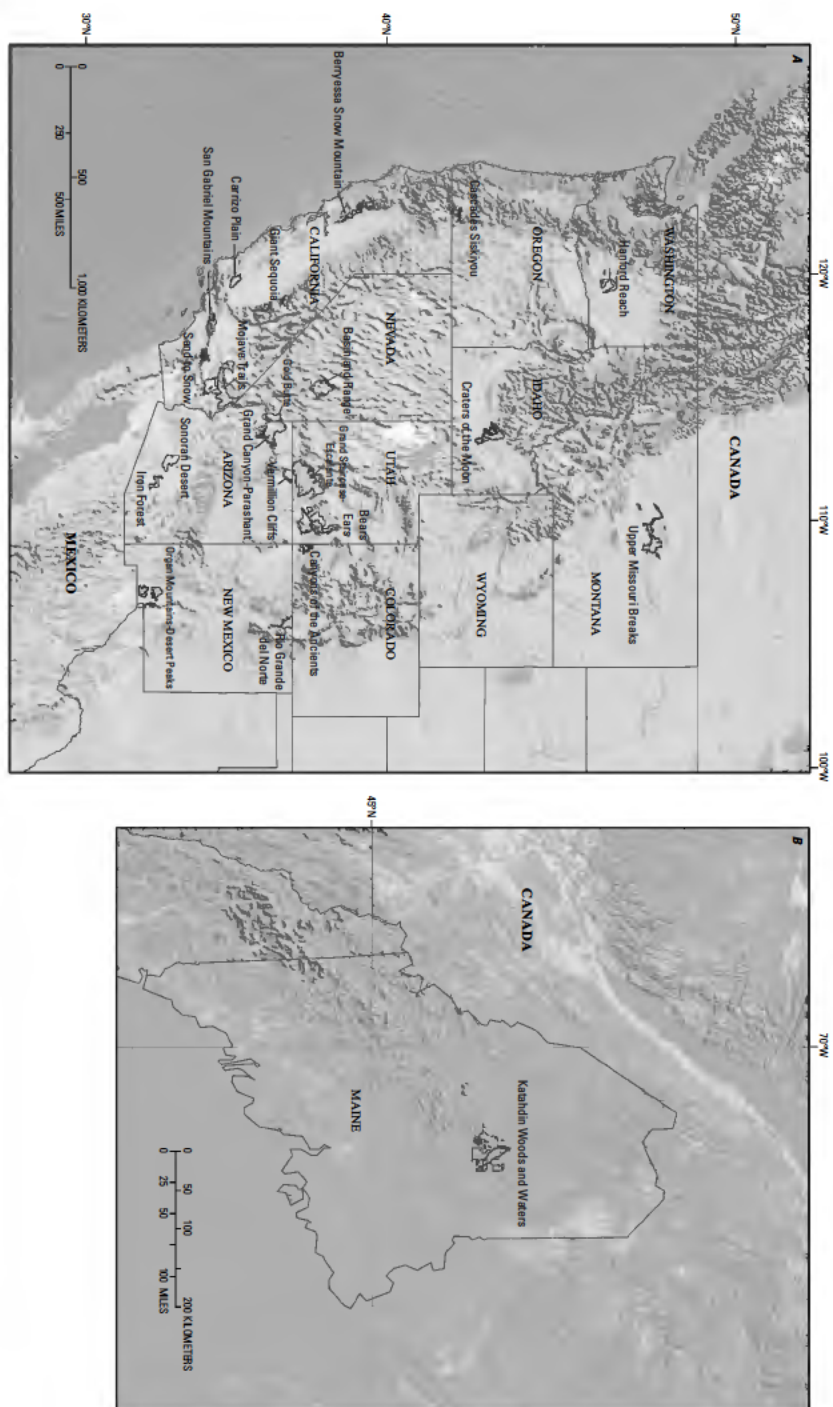 A
120°W
110°W
100°W
50°N
40°N
30°N
CANADA
WASHINGTON
Hanford Reach
MONTANA
Upper Missouri Breaks
OREGON
IDAHO
Craters of the Moon
WYOMING
Cascades Siskiyou
NEVADA
Basin and Range
UTAH
Grand Staircase-
Escalante
Bears
Ears
COLORADO
Canyons of the Ancients
CALIFORNIA
Berryessa Snow Mountain
Giant Sequoia
Carrizo Plain
San Gabriel Mountains
Mojave Trails
Sand to Snow
Gold Butte
Grand Canyon-Parashant
Vermillion Cliffs
ARIZONA
Sonoran Desert
Iron Forest
NEW MEXICO
Rio Grande
del Norte
Organ Mountains-Desert Peaks
MEXICO
0 250 500 MILES
0 500 1,000 KILOMETERS
B
70°W
45°N
CANADA
MAINE
Katahdin Woods and Waters
0 25 50 100 MILES
0 50 100 200 KILOMETERS